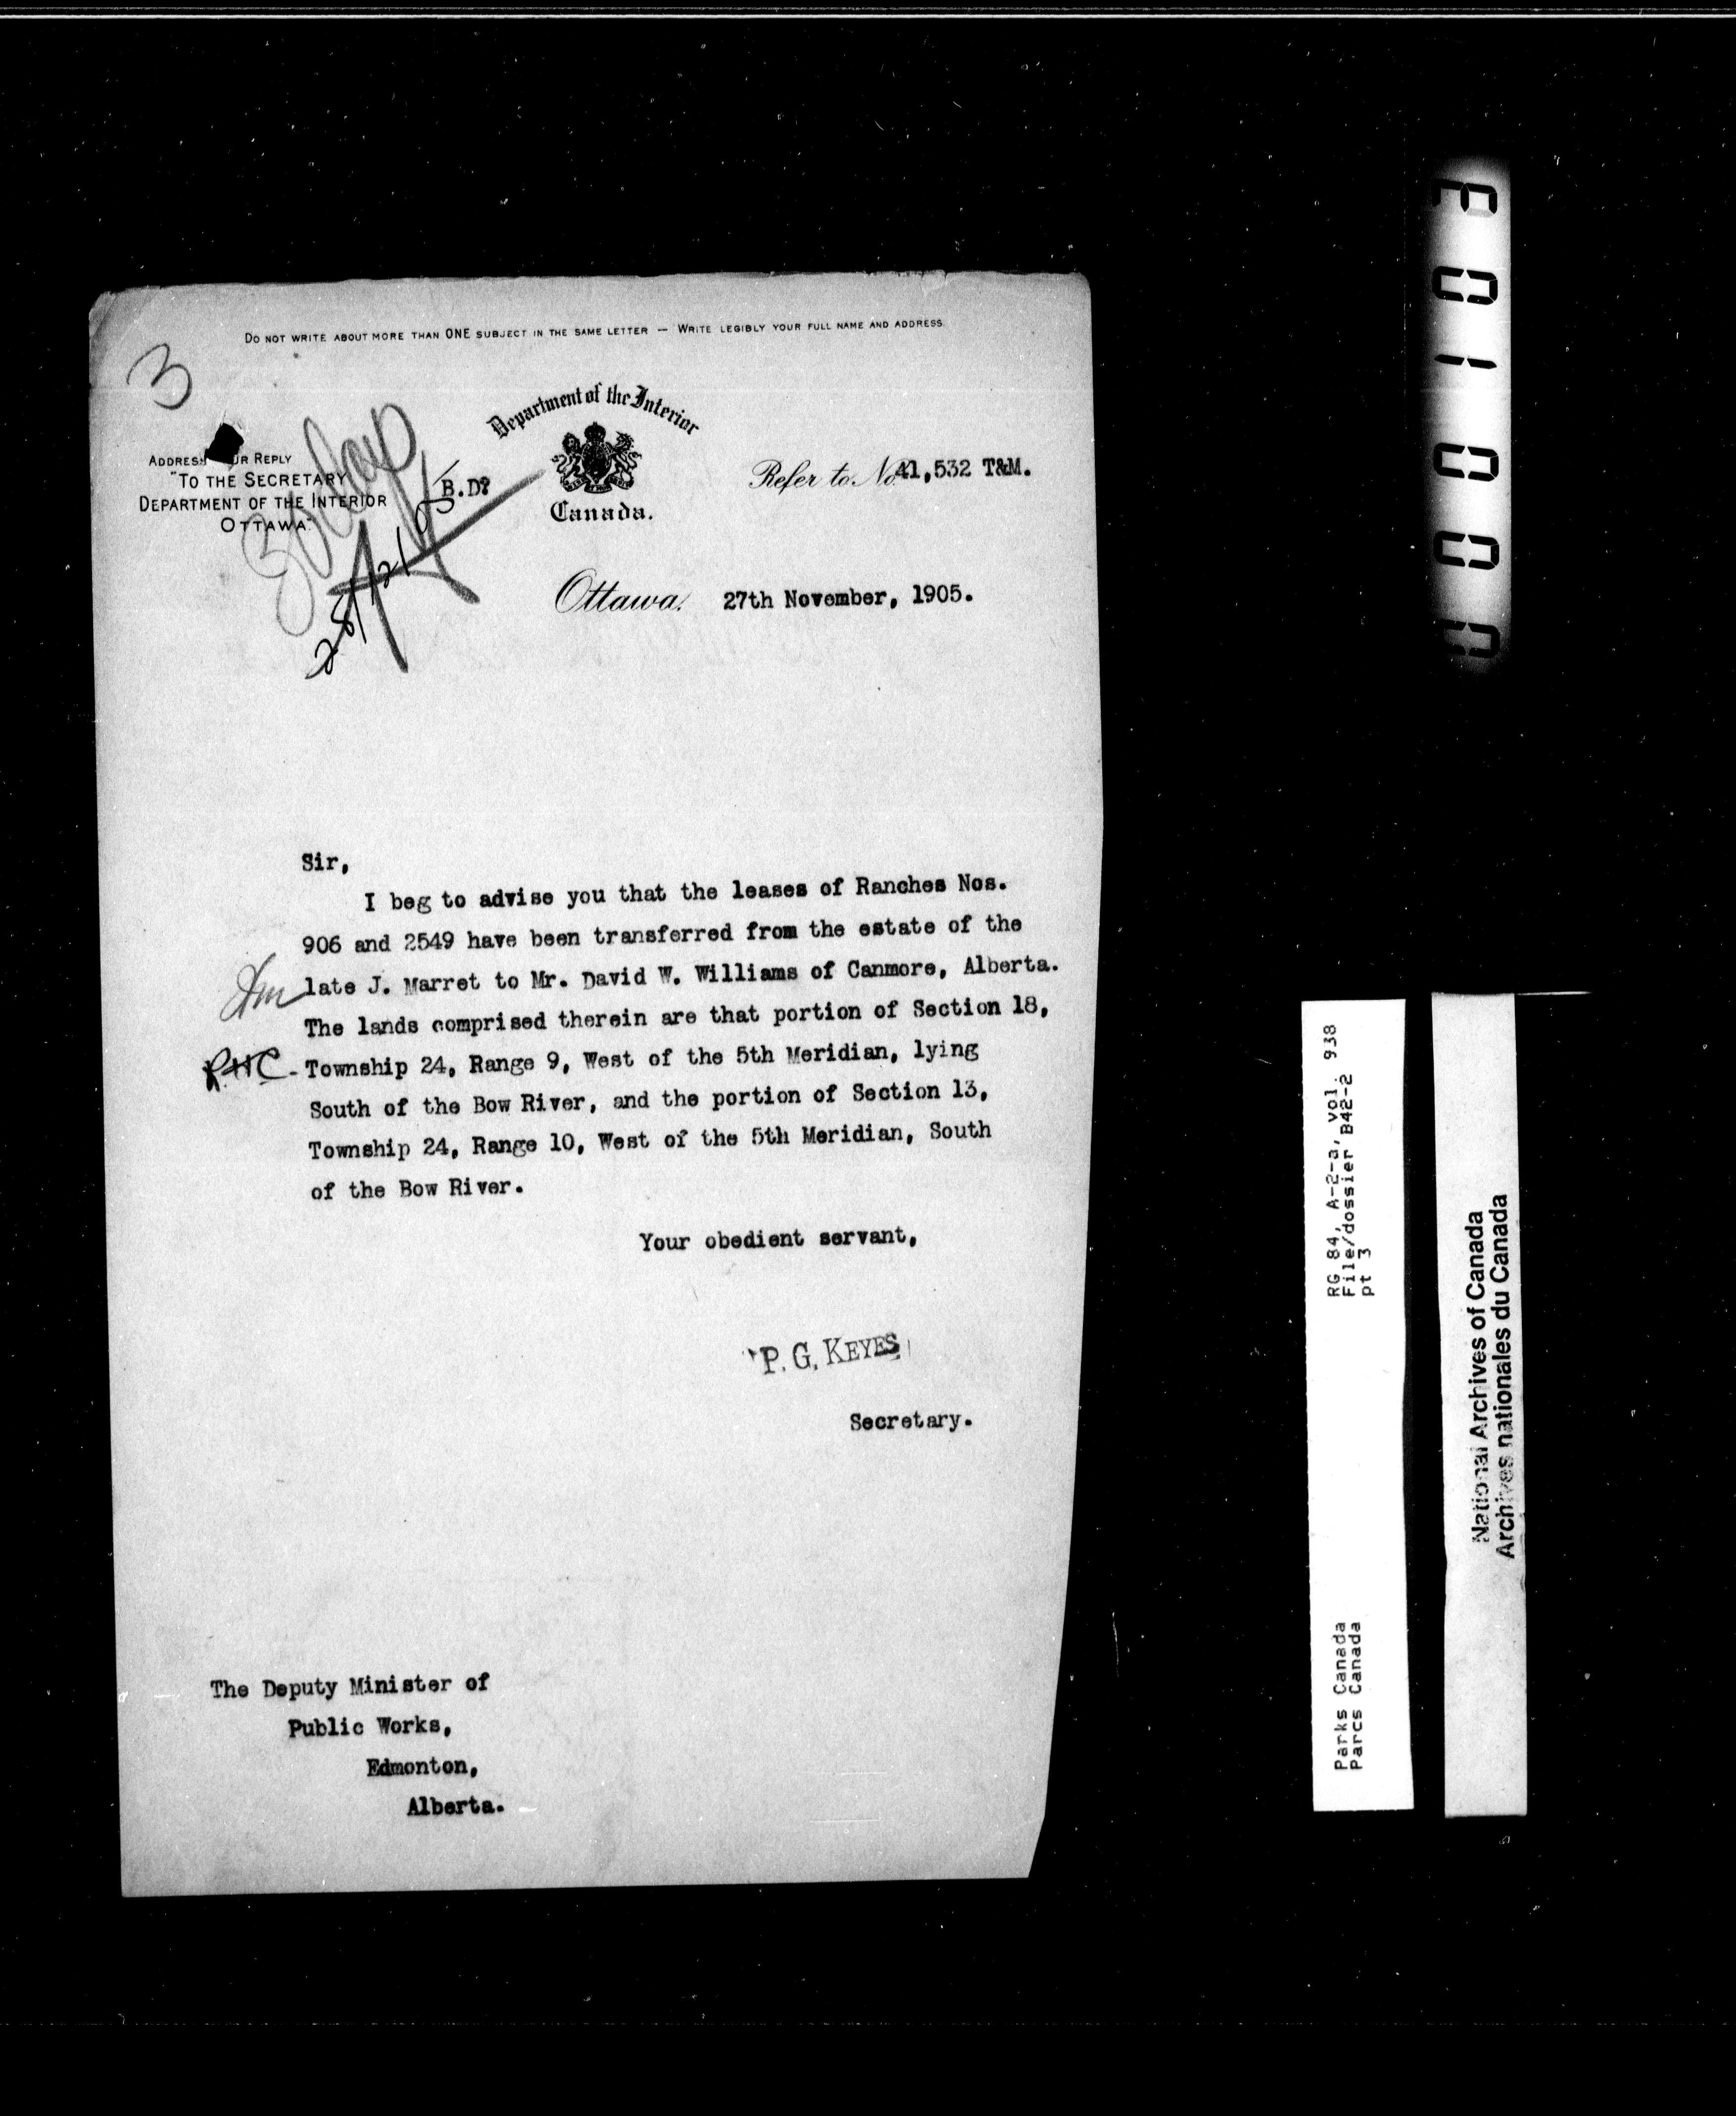 DO NOT WRITE ABOUT MORE THAN ONE SUBJECT IN THE SAME LETTER — WRITE LEGIBLY YOUR FULL NAME AND ADDRESS
3
Department of the Interior
Canada.
ADDRESS UR REPLY
"TO THE SECRETARY
DEPARTMENT OF THE INTERIOR
OTTAWA."
B.D?
Refer to No 41,532 T&M.
Ottawa, 27th November, 1905.
Sir,
I beg to advise you that the leases of Ranches Nos.
906 and 2549 have been transferred from the estate of the
late J. Marret to Mr. David W. Williams of Canmore, Alberta.
The lands comprised therein are that portion of Section 18,
Township 24, Range 9, West of the 5th Meridian, lying
South of the Bow River, and the portion of Section 13,
Township 24, Range 10, West of the 5th Meridian, South
of the Bow River.
Your obedient servant,
P. G. KEYES
Secretary.
The Deputy Minister of
Public Works,
Edmonton,
Alberta.
RG 84, A-2-a, vol. 938
File/dossier B42-2
pt 3
Parks Canada
Parcs Canada
National Archives of Canada
Archives nationales du Canada